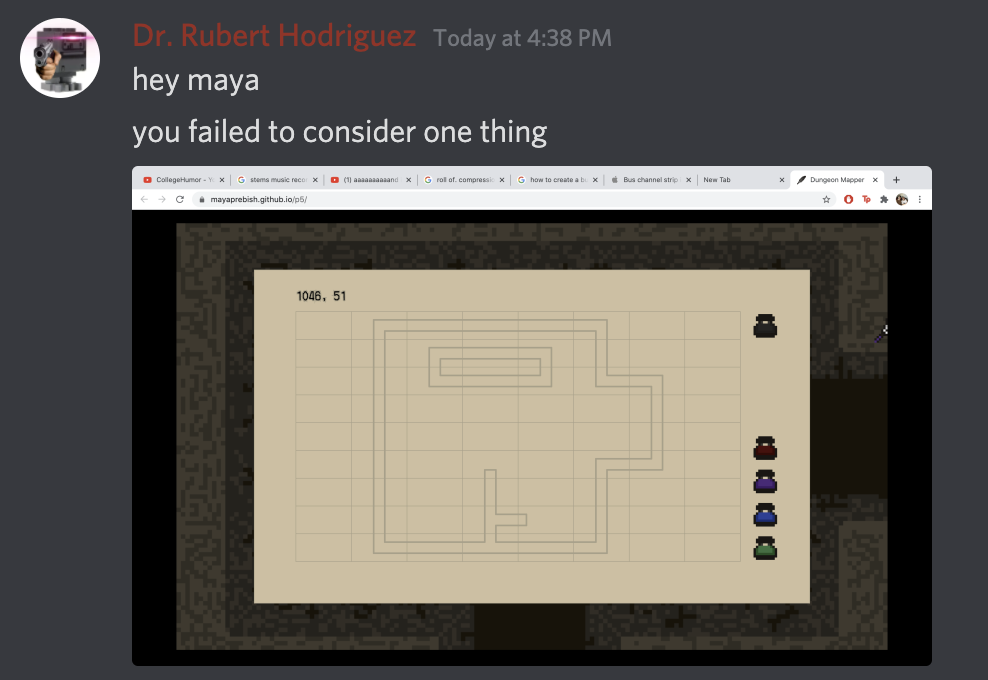 Dr. Rubert Hodriguez Today at 4:38 PM
hey maya
you failed to consider one thing
CollegeHumor - stems music reco (1) aaaaaaaaaand roll of. compressi how to create a b Bus channel strip New Tab Dungeon Mapper
mayaprebish.github.io/p5/
1046, 51